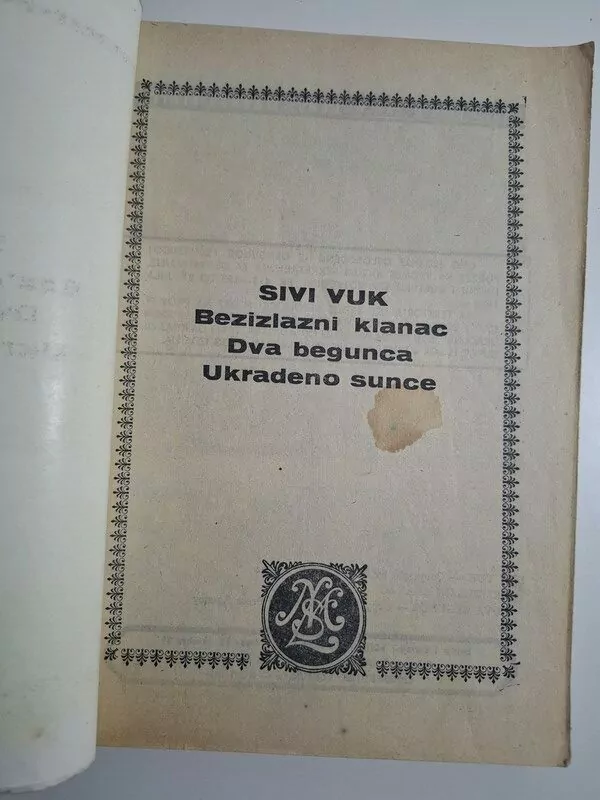 SIVI VUK
Bezizlazni klanac
Dva begunca
Ukradeno sunce